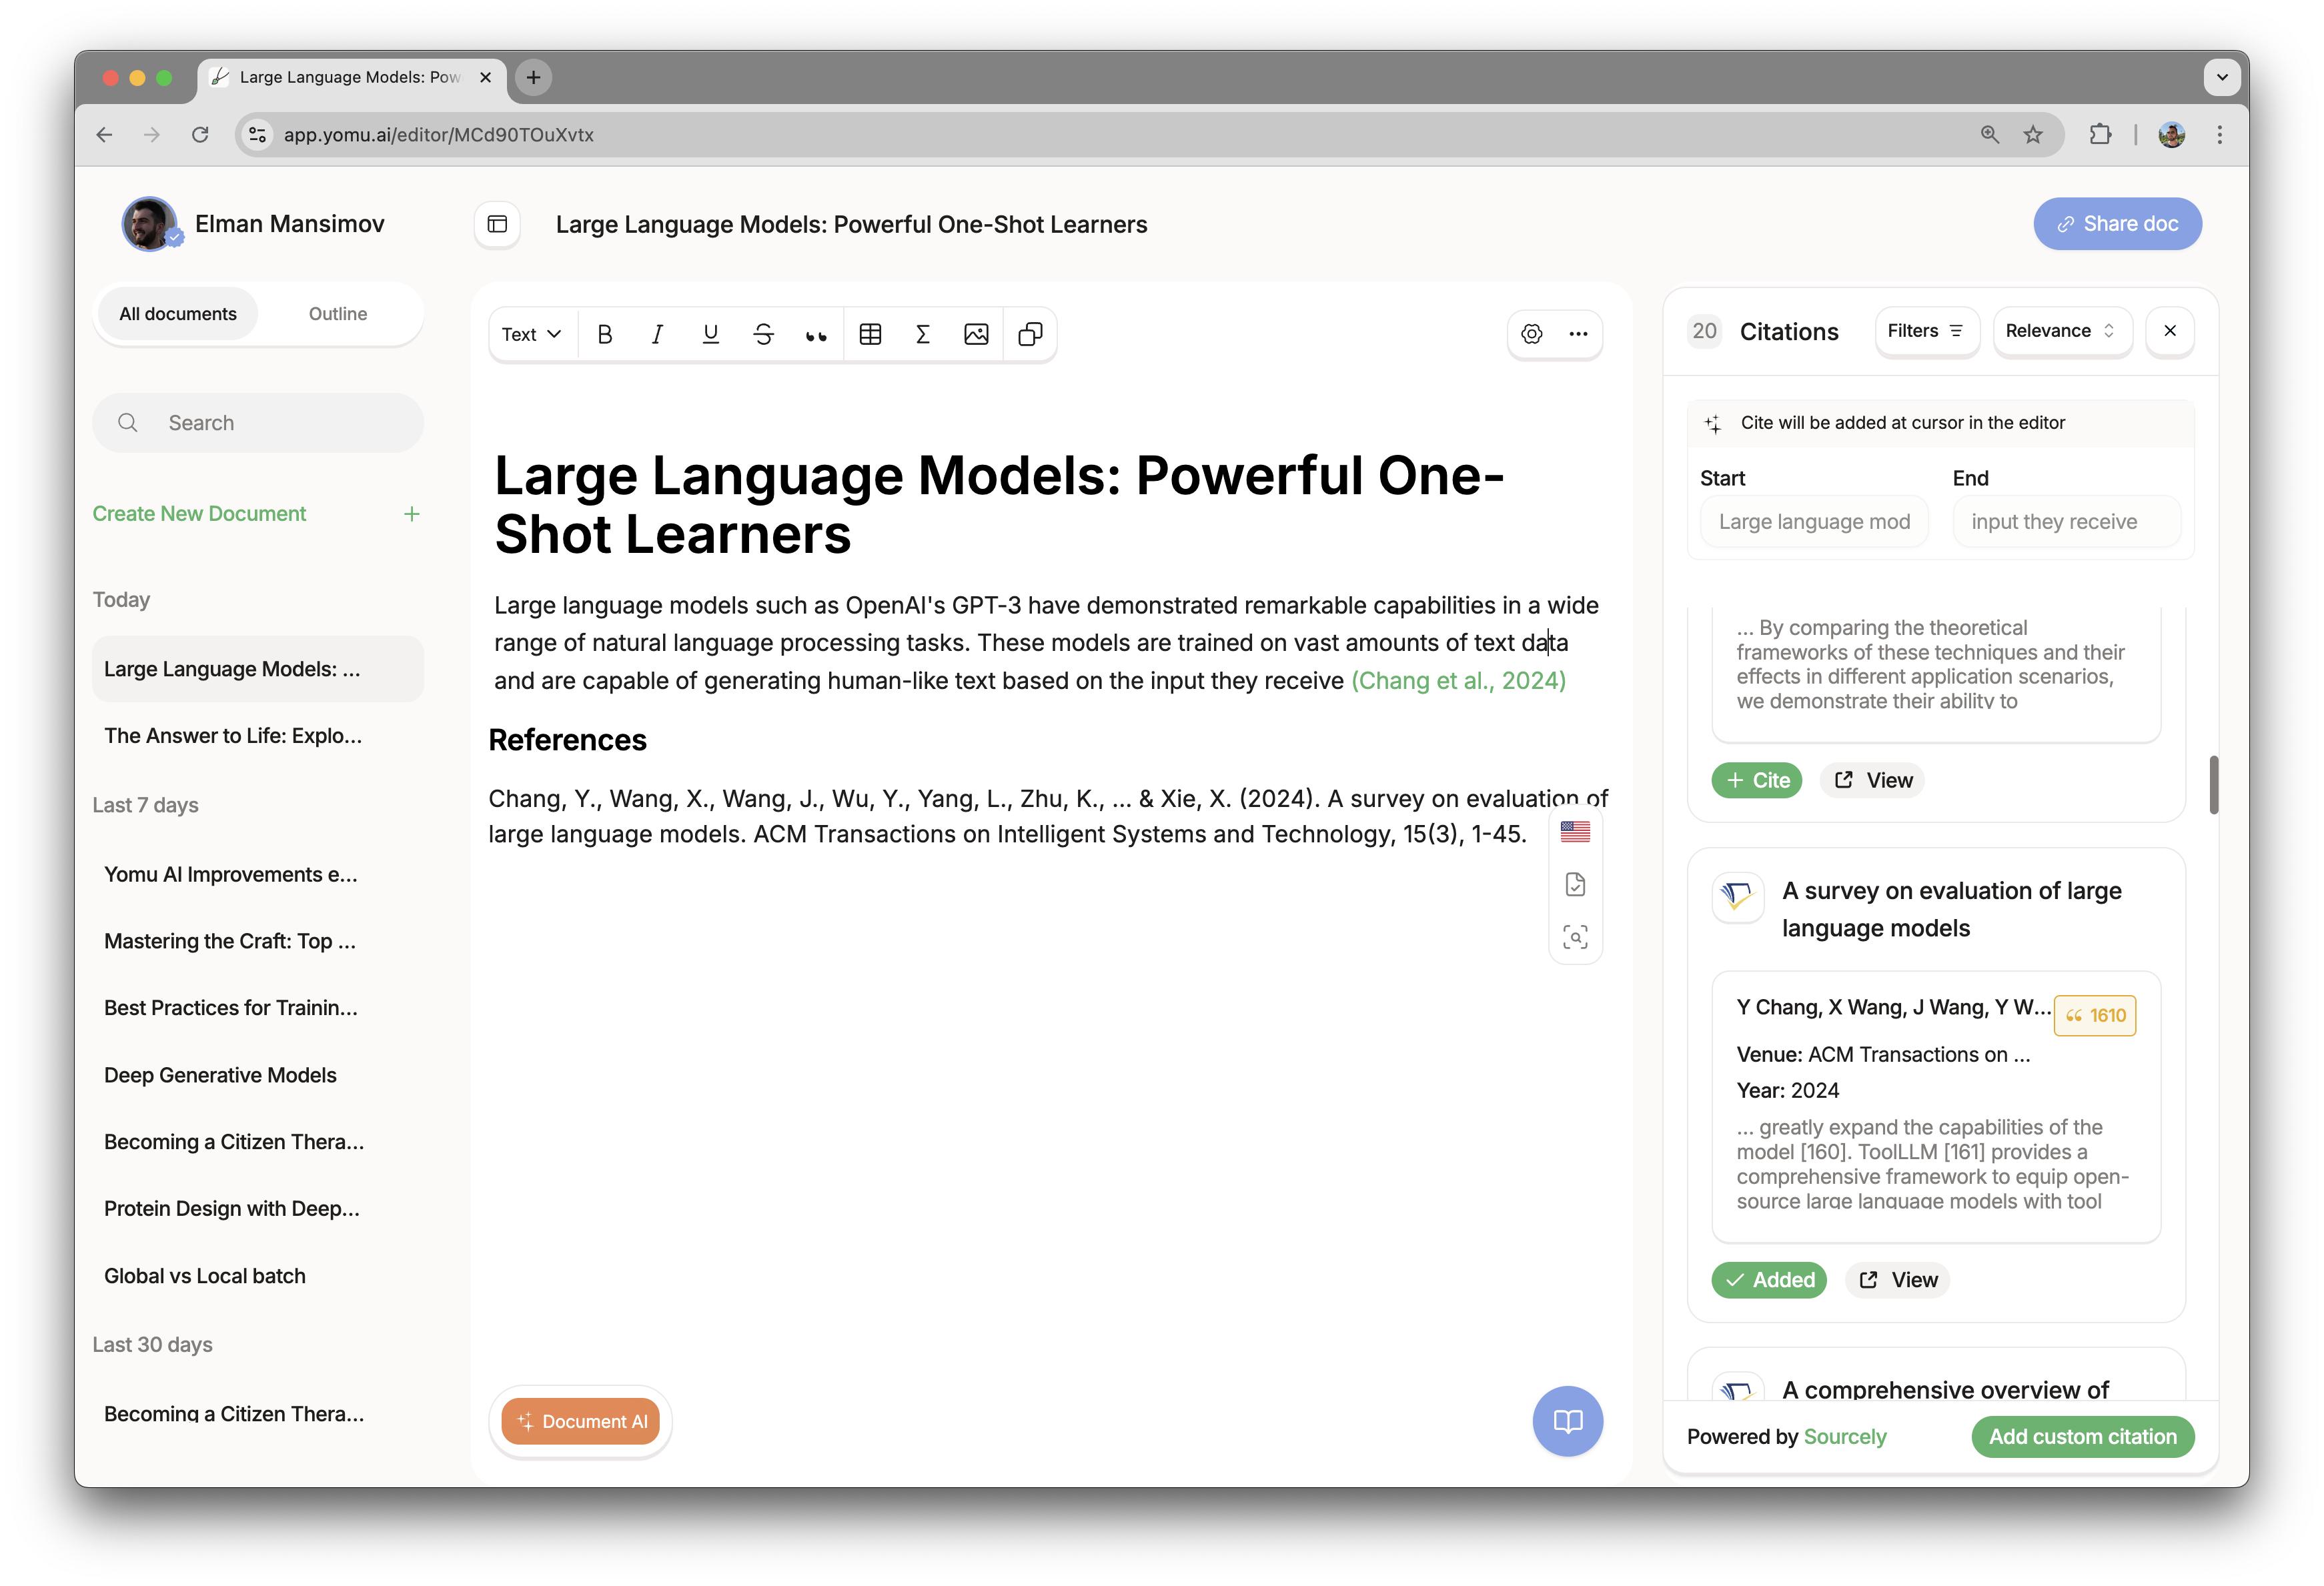 Large Language Models: Pow
app.yomu.ai/editor/MCd90TOuXvtx
Elman Mansimov
Large Language Models: Powerful One-Shot Learners
Share doc
All documents
Outline
Search
Create New Document
Today
Large Language Models: ...
The Answer to Life: Explo...
Last 7 days
Yomu AI Improvements e...
Mastering the Craft: Top ...
Best Practices for Trainin...
Deep Generative Models
Becoming a Citizen Thera...
Protein Design with Deep...
Global vs Local batch
Last 30 days
Becoming a Citizen Thera...
Text
B
I
U
S
Σ
Large Language Models: Powerful One-
Shot Learners
Large language models such as OpenAI's GPT-3 have demonstrated remarkable capabilities in a wide
range of natural language processing tasks. These models are trained on vast amounts of text data
and are capable of generating human-like text based on the input they receive (Chang et al., 2024)
References
Chang, Y., Wang, X., Wang, J., Wu, Y., Yang, L., Zhu, K., ... & Xie, X. (2024). A survey on evaluation of
large language models. ACM Transactions on Intelligent Systems and Technology, 15(3), 1-45.
Document AI
20
Citations
Filters
Relevance
Cite will be added at cursor in the editor
Start
End
Large language mod
input they receive
... By comparing the theoretical
frameworks of these techniques and their
effects in different application scenarios,
we demonstrate their ability to
+ Cite
View
A survey on evaluation of large
language models
Y Chang, X Wang, J Wang, Y W...
1610
Venue: ACM Transactions on ...
Year: 2024
... greatly expand the capabilities of the
model [160]. ToolLLM [161] provides a
comprehensive framework to equip open-
source large language models with tool
Added
View
A comprehensive overview of
Powered by Sourcely
Add custom citation